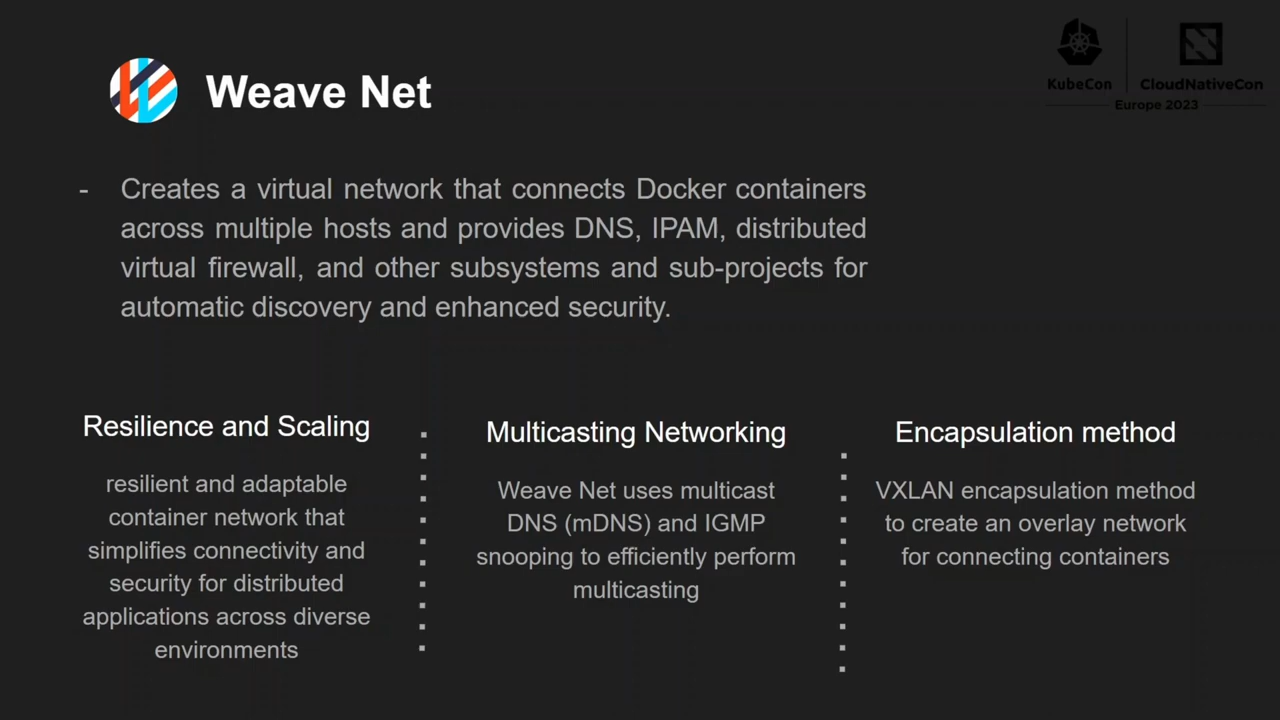 KubeCon
CloudNativeCon
Europe 2023
Weave Net
- Creates a virtual network that connects Docker containers
across multiple hosts and provides DNS, IPAM, distributed
virtual firewall, and other subsystems and sub-projects for
automatic discovery and enhanced security.
Resilience and Scaling
resilient and adaptable
container network that
simplifies connectivity and
security for distributed
applications across diverse
environments
Multicasting Networking
Weave Net uses multicast
DNS (mDNS) and IGMP
snooping to efficiently perform
multicasting
Encapsulation method
VXLAN encapsulation method
to create an overlay network
for connecting containers